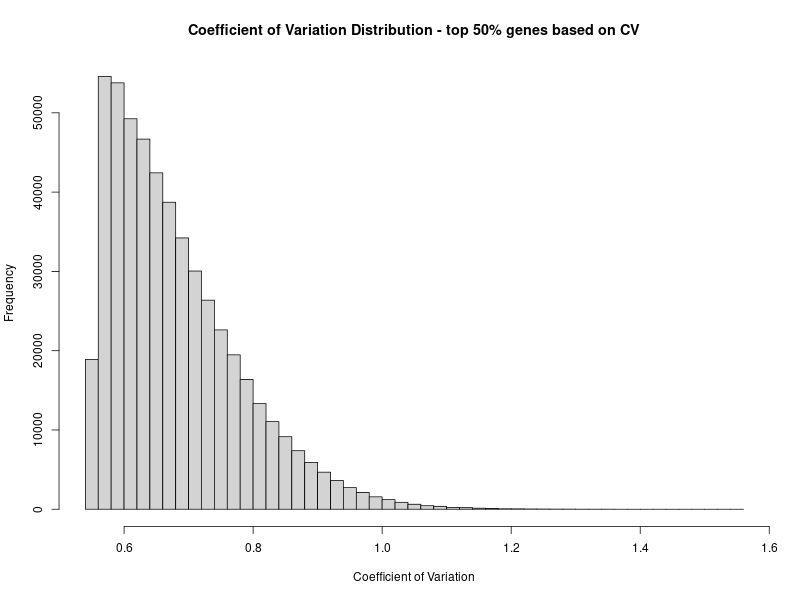 Coefficient of Variation Distribution - top 50% genes based on CV
Frequency
50000
40000
30000
20000
10000
0
0.6 0.8 1.0 1.2 1.4 1.6
Coefficient of Variation